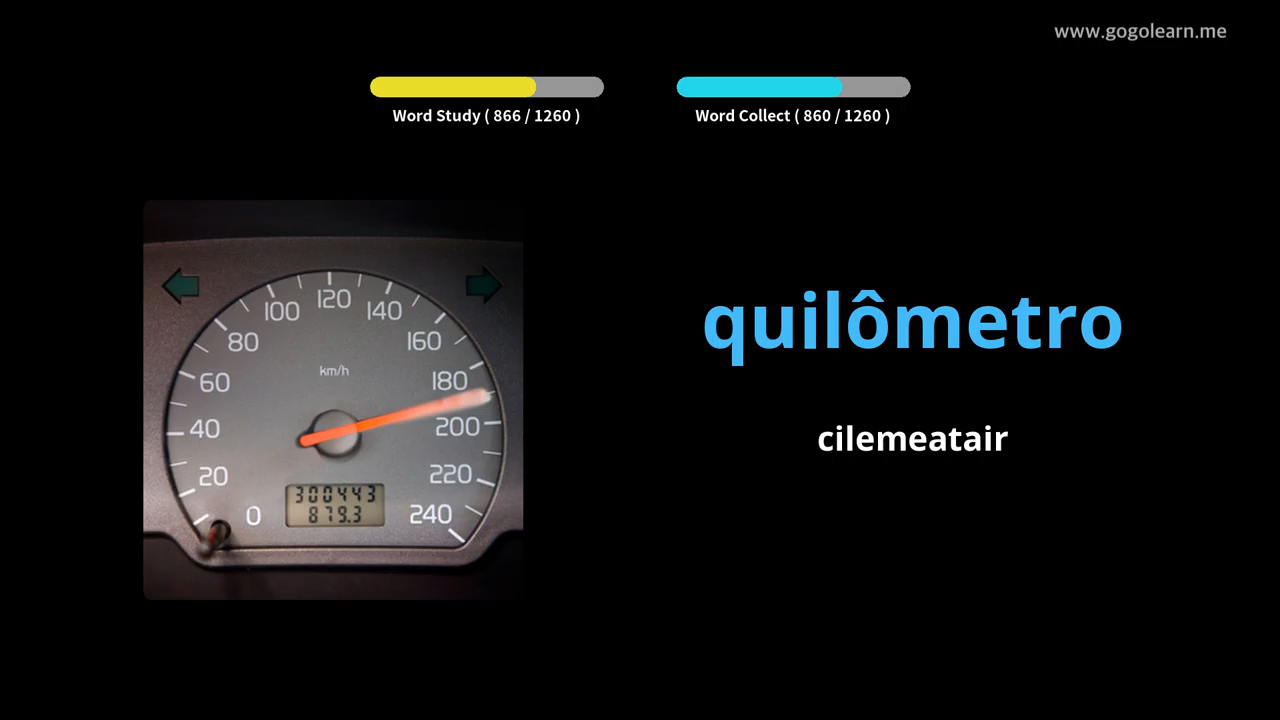 www.gogolearn.me
Word Study ( 866 / 1260 )
Word Collect ( 860 / 1260 )
quilômetro
cilemeatair
120
100
140
80
160
km/h
60
180
40
200
20
220
300443
879.3
0
240